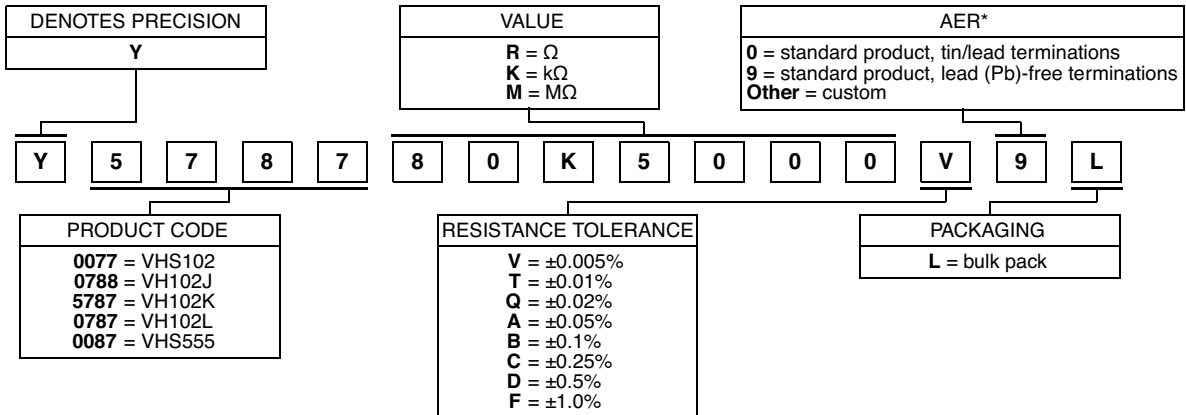 DENOTES PRECISION
Y
VALUE
R = Ω
K = kΩ
M = MΩ
AER*
0 = standard product, tin/lead terminations
9 = standard product, lead (Pb)-free terminations
Other = custom
Y 5 7 8 7 8 0 K 5 0 0 0 V 9 L
PRODUCT CODE
0077 = VHS102
0788 = VH102J
5787 = VH102K
0787 = VH102L
0087 = VHS555
RESISTANCE TOLERANCE
V = ±0.005%
T = ±0.01%
Q = ±0.02%
A = ±0.05%
B = ±0.1%
C = ±0.25%
D = ±0.5%
F = ±1.0%
PACKAGING
L = bulk pack